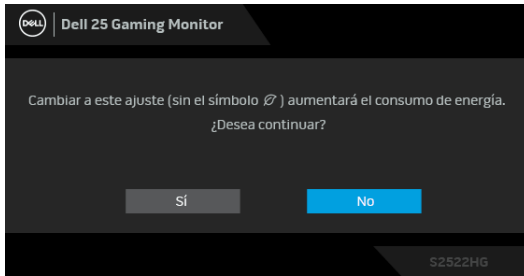 DELL Dell 25 Gaming Monitor
Cambiar a este ajuste (sin el símbolo ) aumentará el consumo de energía.
¿Desea continuar?
Sí No
S2522HG